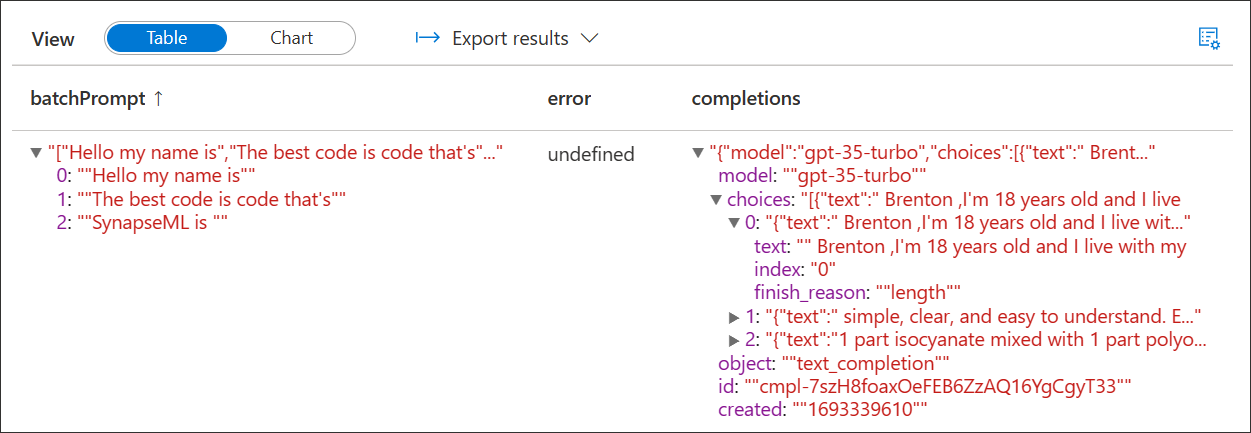 View Table Chart Export results
batchPrompt ↑ error completions
"["Hello my name is","The best code is code that's"..."
0: ""Hello my name is""
1: ""The best code is code that's""
2: ""SynapseML is ""
undefined
"{"model":"gpt-35-turbo","choices":[{"text":" Brent..."
model: ""gpt-35-turbo""
choices: "[{"text":" Brenton ,I'm 18 years old and I live
0: "{"text":" Brenton ,I'm 18 years old and I live wit..."
text: "" Brenton ,I'm 18 years old and I live with my
index: "0"
finish_reason: ""length""
1: "{"text":" simple, clear, and easy to understand. E..."
2: "{"text":"1 part isocyanate mixed with 1 part polyo...
object: ""text_completion""
id: ""cmpl-7szH8foaxOeFEB6ZzAQ16YgCgyT33""
created: ""1693339610""